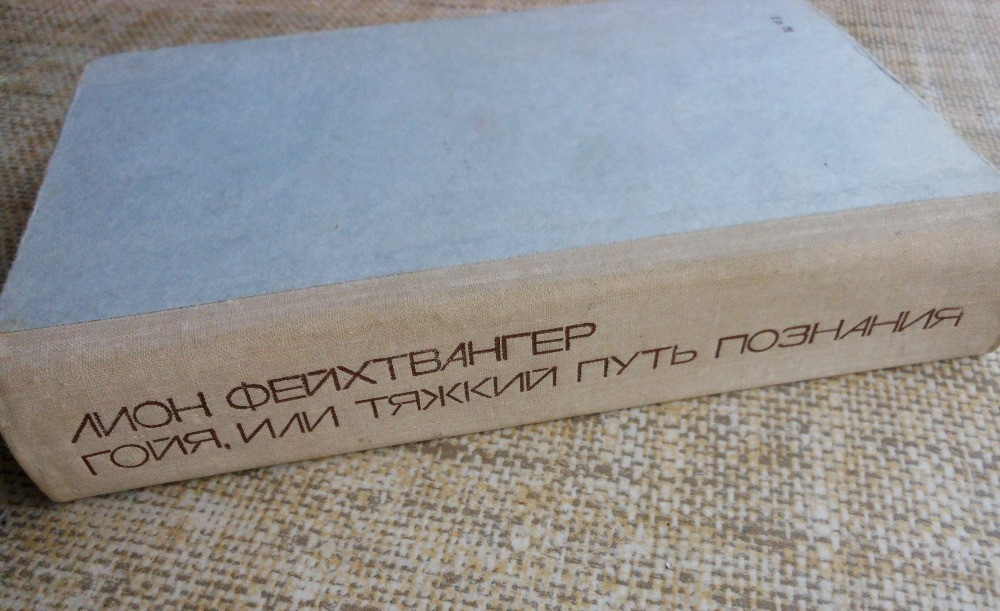 ЛИОН ФЕЙХТВАНГЕР
ГОЙЯ, ИЛИ ТЯЖКИЙ ПУТЬ ПОЗНАНИЯ